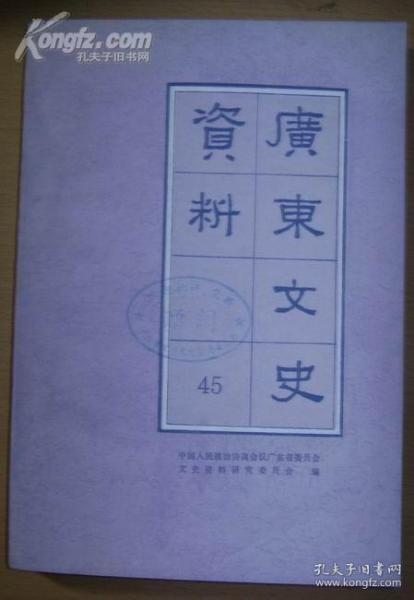 Kongfz.com
孔夫子旧书网
廣東文史
資料
45
中国人民政治协商会议广东省委员会
文史资料研究委员会 编
孔夫子旧书网
www.kongfz.com